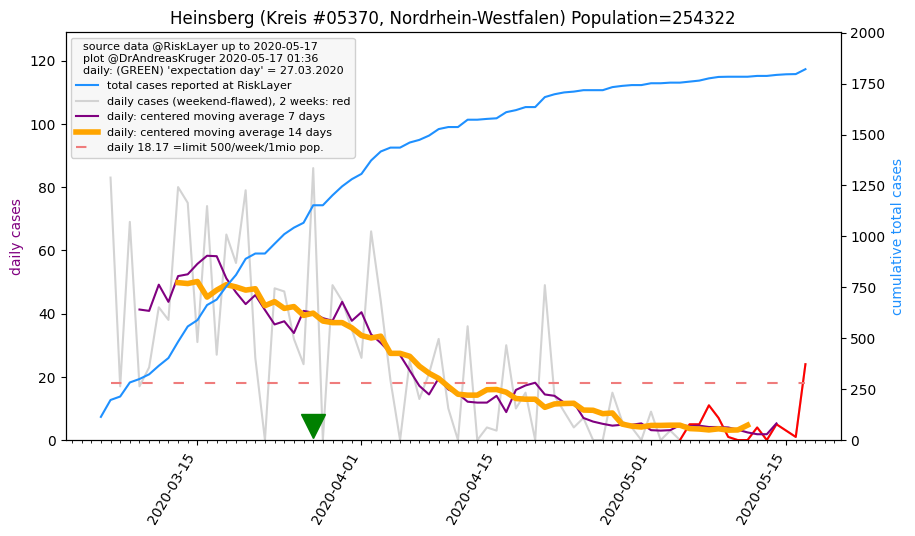 Heinsberg (Kreis #05370, Nordrhein-Westfalen) Population=254322
source data @RiskLayer up to 2020-05-17
plot @DrAndreasKruger 2020-05-17 01:36
daily: (GREEN) 'expectation day' = 27.03.2020
total cases reported at RiskLayer
daily cases (weekend-flawed), 2 weeks: red
daily: centered moving average 7 days
daily: centered moving average 14 days
daily 18.17 =limit 500/week/1mio pop.
daily cases
120
100
80
60
40
20
0
cumulative total cases
2000
1750
1500
1250
1000
750
500
250
0
2020-03-15
2020-04-01
2020-04-15
2020-05-01
2020-05-15